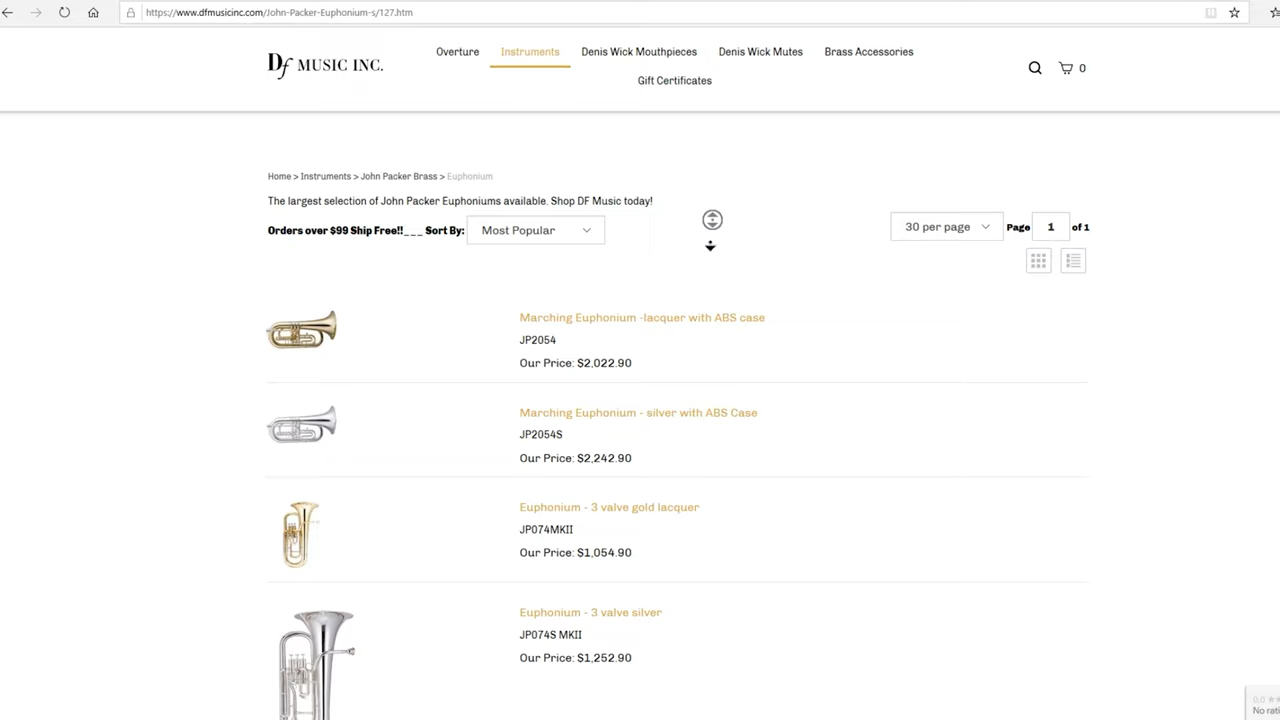 https://www.dfmusicinc.com/John-Packer-Euphonium-s/127.htm
Overture Instruments Denis Wick Mouthpieces Denis Wick Mutes Brass Accessories
Df MUSIC INC.
0
Gift Certificates
Home > Instruments > John Packer Brass > Euphonium
The largest selection of John Packer Euphoniums available. Shop DF Music today!
Orders over $99 Ship Free!!___ Sort By: Most Popular 30 per page Page 1 of 1
Marching Euphonium -lacquer with ABS case
JP2054
Our Price: $2,022.90
Marching Euphonium - silver with ABS Case
JP2054S
Our Price: $2,242.90
Euphonium - 3 valve gold lacquer
JP074MKII
Our Price: $1,054.90
Euphonium - 3 valve silver
JP074S MKII
Our Price: $1,252.90
0.0
No rati